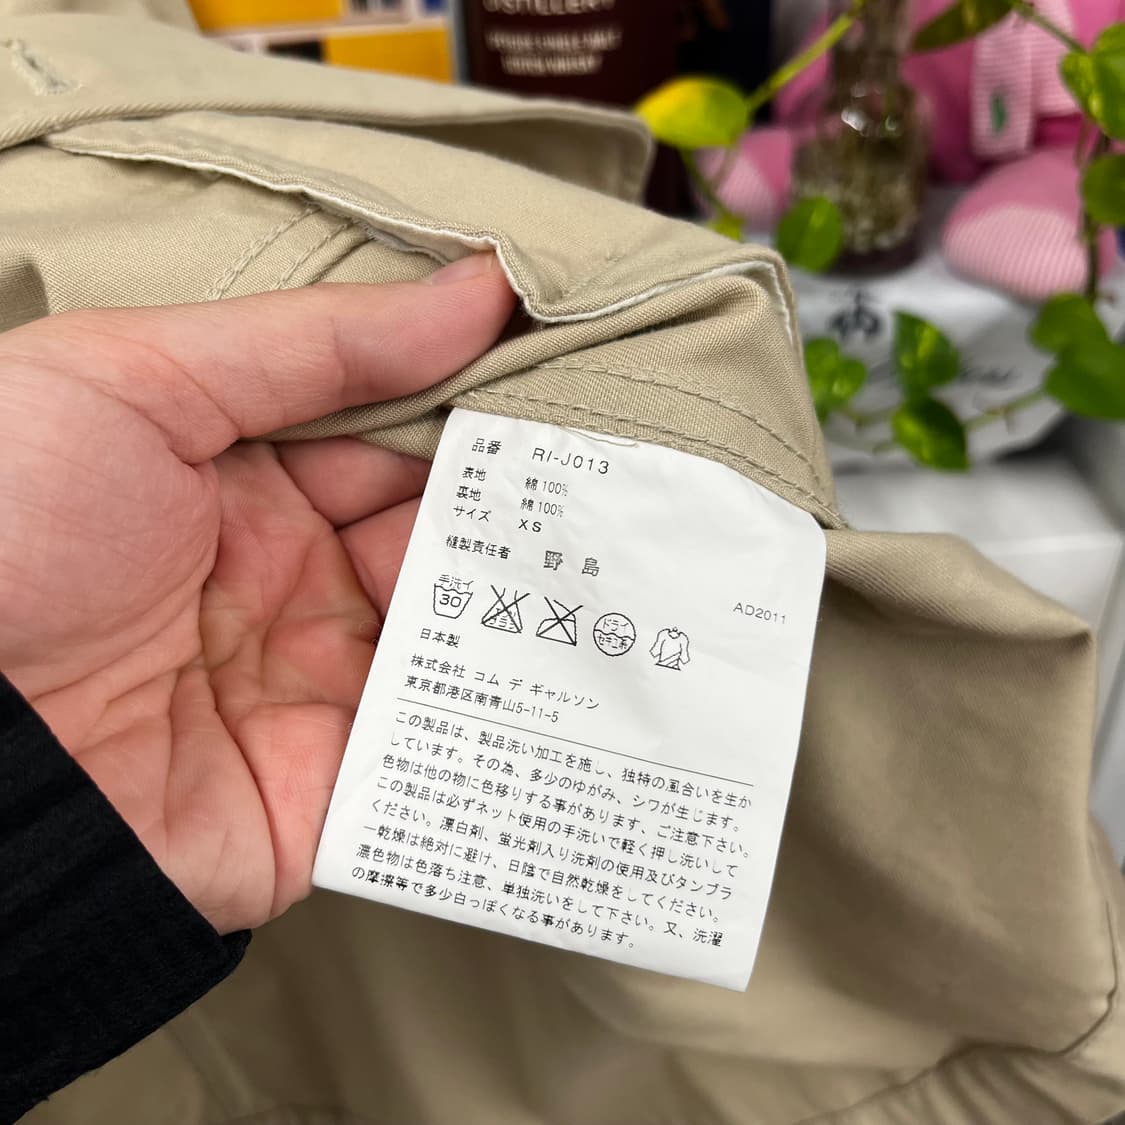 DISTILLERY
品番 RI-J013
表地 綿 100%
裏地 綿 100%
サイズ XS
縫製責任者 野島
手洗イ
30
エンソ
サラシ
ドライ
セキユ系
AD2011
日本製
株式会社 コム デ ギャルソン
東京都港区南青山5-11-5
この製品は、製品洗い加工を施し、独特の風合いを生か
しています。その為、多少のゆがみ、シワが生じます。
色物は他の物に色移りする事があります、ご注意下さい。
この製品は必ずネット使用の手洗いで軽く押し洗いして
ください。漂白剤、蛍光剤入り洗剤の使用及びタンブラ
ー乾燥は絶対に避け、日陰で自然乾燥をしてください。
濃色物は色落ち注意、単独洗いをして下さい。又、洗濯
の摩擦等で多少白っぽくなる事があります。